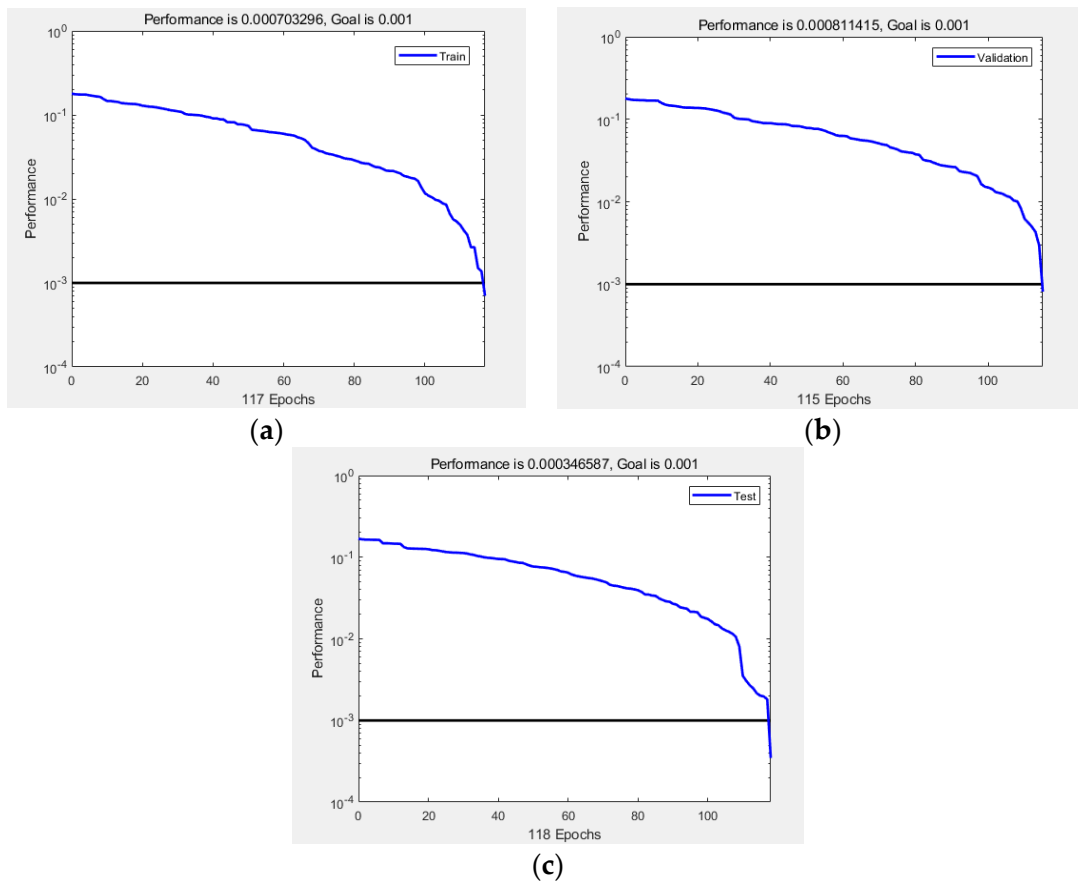 Performance is 0.000703296, Goal is 0.001
Train
10^0
10^-1
10^-2
10^-3
10^-4
Performance
0 20 40 60 80 100
117 Epochs
(a)
Performance is 0.000811415, Goal is 0.001
Validation
10^0
10^-1
10^-2
10^-3
10^-4
Performance
0 20 40 60 80 100
115 Epochs
(b)
Performance is 0.000346587, Goal is 0.001
Test
10^0
10^-1
10^-2
10^-3
10^-4
Performance
0 20 40 60 80 100
118 Epochs
(c)